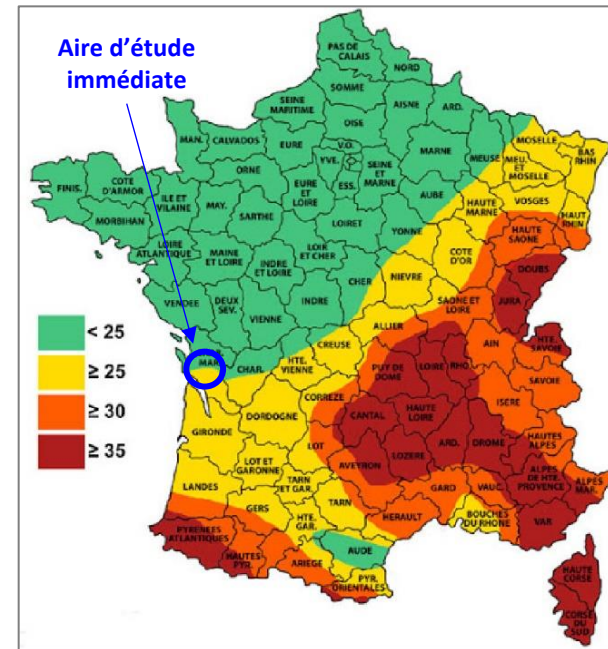 Aire d’étude
immédiate
PAS DE
CALAIS
NORD
SOMME
SEINE
MARITIME
AISNE
ARD.
OISE
MAN.
CALVADOS
EURE
V.O.
YVE.
ESS.
SEINE
ET
MARNE
MARNE
MEUSE
MOSELLE
MEU.
ET
MOSELLE
BAS
RHIN
FINIS.
COTE
D'ARMOR
MORBIHAN
ILE ET
VILAINE
MAY.
ORNE
SARTHE
EURE
ET
LOIRE
LOIRET
AUBE
HAUTE
MARNE
VOSGES
HAUT
RHIN
LOIRE
ATLANTIQUE
MAINE
ET LOIRE
INDRE
ET LOIRE
LOIR
ET CHER
CHER
YONNE
NIÈVRE
COTE
D'OR
HAUTE
SAONE
DOUBS
JURA
VENDEE
DEUX
SEV.
VIENNE
INDRE
SAONE ET
LOIRE
ALLIER
CREUSE
HTE.
VIENNE
MAR.
CHAR.
AIN
HTE.
SAVOIE
SAVOIE
PUY DE
DOME
LOIRE
RHO.
ISERE
CORREZE
CANTAL
HAUTE
LOIRE
ARD.
DROME
HAUTES
ALPES
GIRONDE
DORDOGNE
LOT
LOT ET
GARONNE
AVEYRON
LOZERE
GARD
VAUC.
ALPES
DE HTE.
PROVENCE
ALPES
MAR.
LANDES
GERS
TARN
ET GAR.
TARN
HERAULT
BOUCHES
DU RHONE
VAR
PYRENEES
ATLANTIQUES
HAUTES
PYR.
HTE.
GAR.
ARIEGE
AUDE
PYR.
ORIENTALES
HAUTE
CORSE
CORSE
DU
SUD
< 25
≥ 25
≥ 30
≥ 35